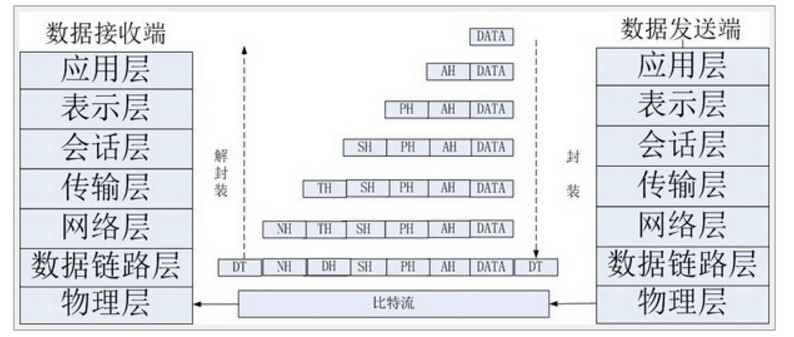 数据接收端
应用层
表示层
会话层
传输层
网络层
数据链路层
物理层
解封装
DATA
AH DATA
PH AH DATA
SH PH AH DATA
TH SH PH AH DATA
NH TH SH PH AH DATA
DT NH DH SH PH AH DATA DT
比特流
封装
数据发送端
应用层
表示层
会话层
传输层
网络层
数据链路层
物理层